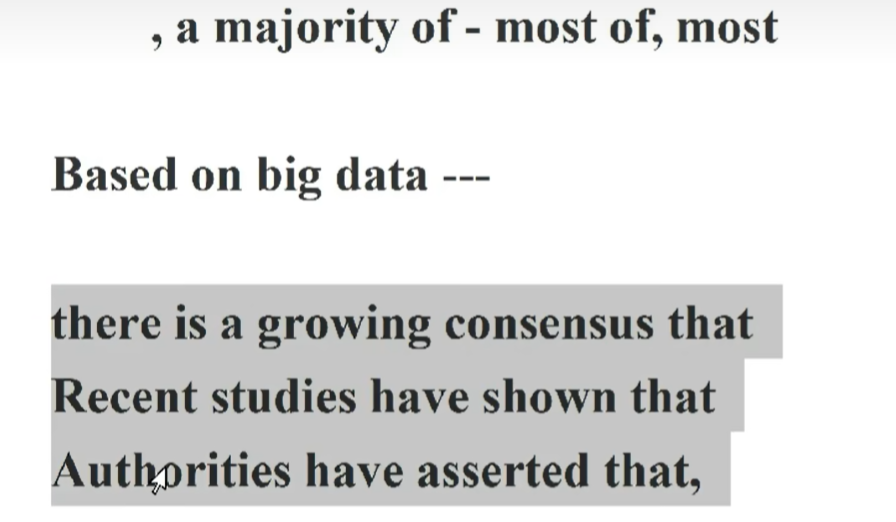 , a majority of - most of, most
Based on big data ---
there is a growing consensus that
Recent studies have shown that
Authorities have asserted that,